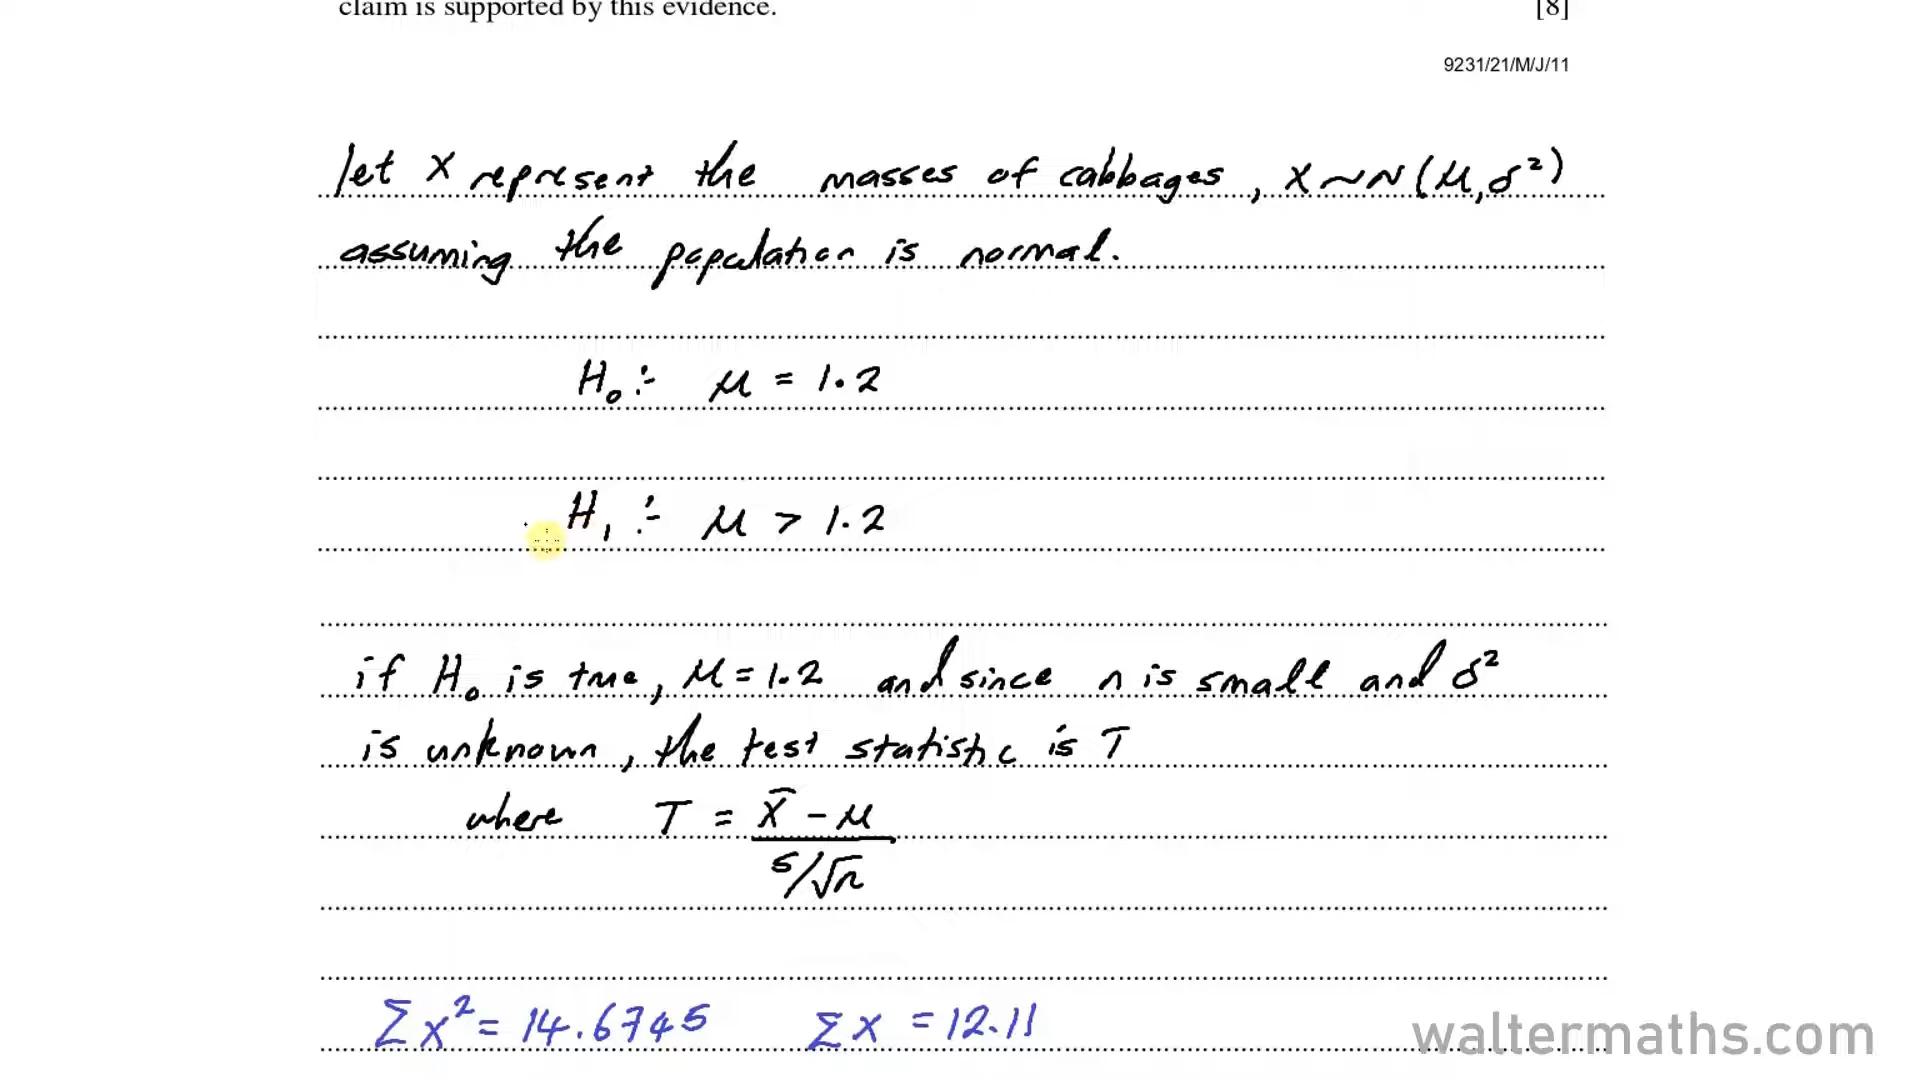 claim is supported by this evidence. [8]
9231/21/M/J/11
let X represent the masses of cabbages, X ~ N(μ, σ²)
assuming the population is normal.
H₀ :- μ = 1.2
H₁ :- μ > 1.2
if H₀ is true, μ = 1.2 and since n is small and σ²
is unknown, the test statistic is T
where T = (X̄ - μ) / (s/√n)
Σx² = 14.6745 Σx = 12.11
waltermaths.com